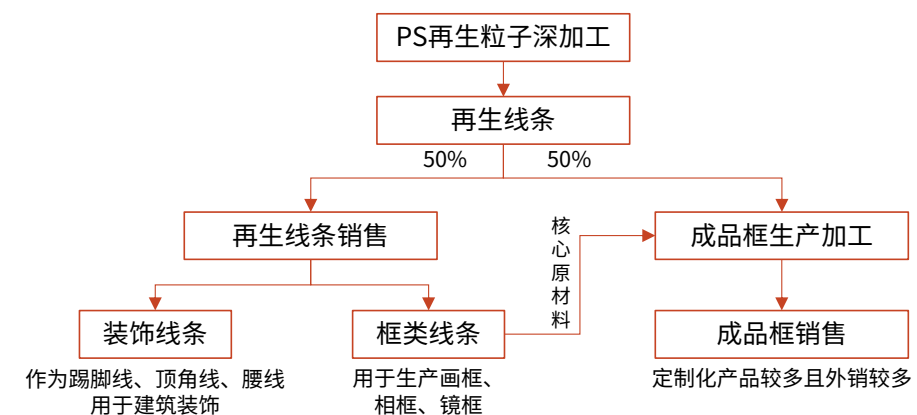 PS再生粒子深加工
再生线条
50%
50%
再生线条销售
核心原材料
成品框生产加工
装饰线条
框类线条
成品框销售
作为踢脚线、顶角线、腰线
用于建筑装饰
用于生产画框、
相框、镜框
定制化产品较多且外销较多